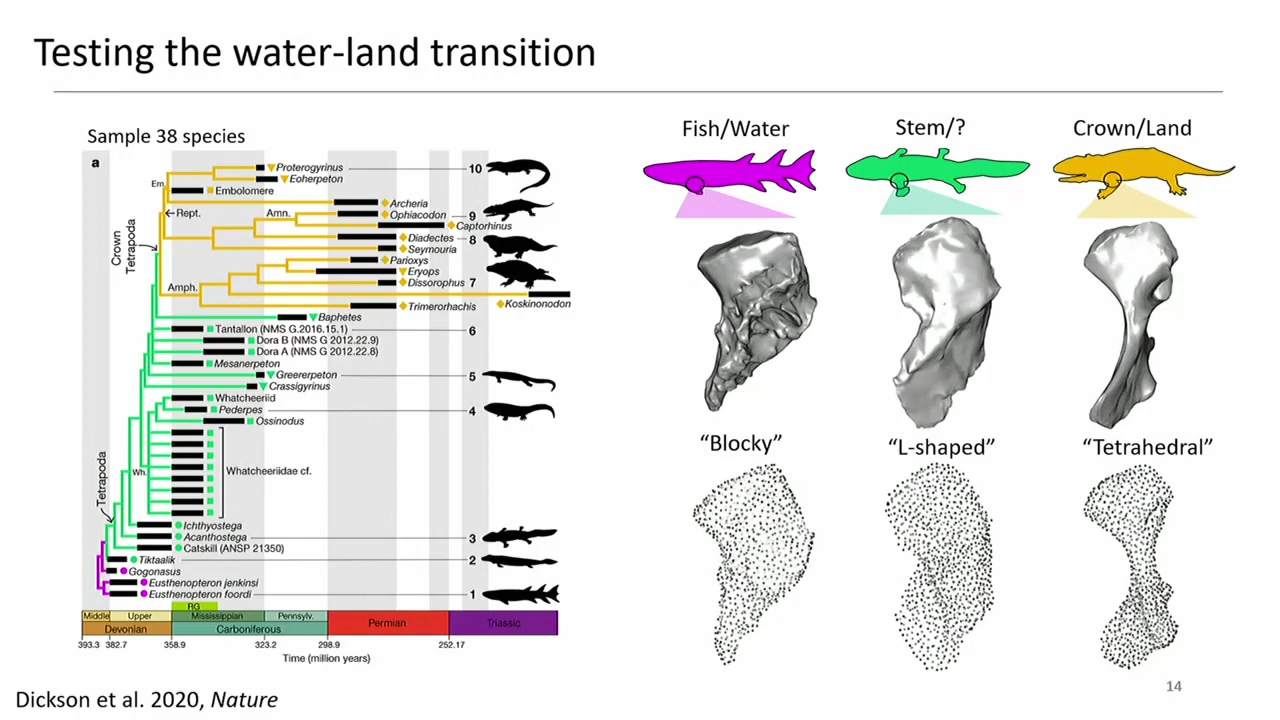 Testing the water-land transition
Sample 38 species
a
Proterogyrinus
10
Eoherpeton
Em.
Embolomere
Archeria
Rept.
Amn.
Ophiacodon
9
Captorhinus
Crown
Tetrapoda
Diadectes
8
Seymouria
Parioxys
Eryops
Amph.
Dissorophus
7
Koskinonodon
Trimerorhachis
Baphetes
Tantallon (NMS G.2016.15.1)
6
Dora B (NMS G 2012.22.9)
Dora A (NMS G 2012.22.8)
Mesanerpeton
Greererpeton
5
Crassigyrinus
Whatcheeriid
Pederpes
4
Ossinodus
Tetrapoda
Wh.
Whatcheeriidae cf.
Ichthyostega
Acanthostega
3
Catskill (ANSP 21350)
Tiktaalik
2
Gogonasus
Eusthenopteron jenkinsi
Eusthenopteron foordi
1
RG
Middle Upper Mississippian Pennsylv. Permian Triassic
Devonian Carboniferous
393.3 382.7 358.9 323.2 298.9 252.17
Time (million years)
Fish/Water
Stem/?
Crown/Land
“Blocky”
“L-shaped”
“Tetrahedral”
14
Dickson et al. 2020, Nature